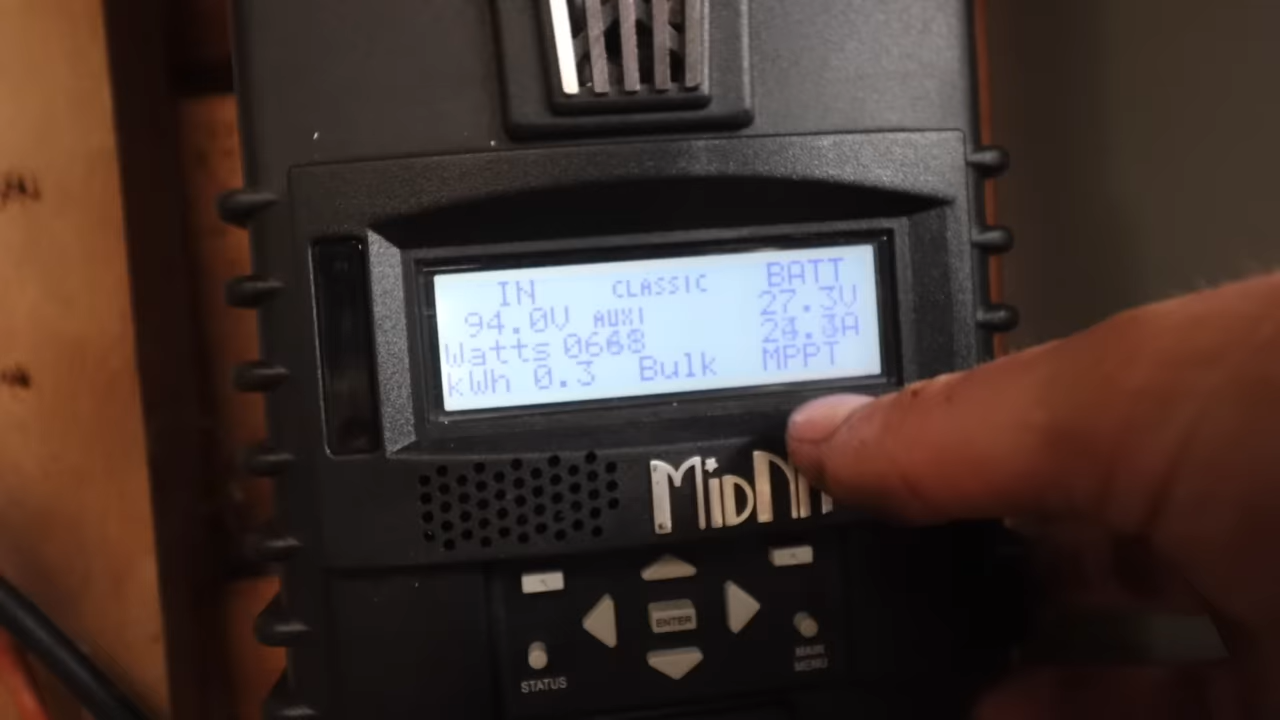 IN CLASSIC BATT
94.0V AUX1 27.3V
Watts 0668 24.3A
kWh 0.3 Bulk MPPT
MIDN
ENTER
STATUS
MAIN
MENU